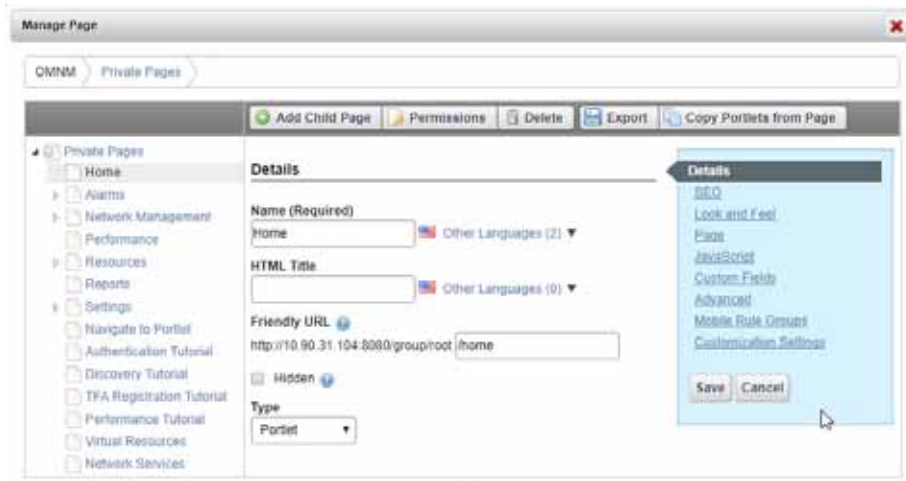 Manage Page
OMNM Private Pages
Add Child Page Permissions Delete Export Copy Portlets from Page
Private Pages
Home
Alarms
Network Management
Performance
Resources
Reports
Settings
Navigate to Portlet
Authentication Tutorial
Discovery Tutorial
TFA Registration Tutorial
Performance Tutorial
Virtual Resources
Network Services
Details
Name (Required)
Home Other Languages (2) ▼
HTML Title
Other Languages (0) ▼
Friendly URL
http://10.90.31.104:8080/group/root /home
Hidden
Type
Portlet
Details
SEO
Look and Feel
Page
JavaScript
Custom Fields
Advanced
Mobile Rule Groups
Customization Settings
Save Cancel